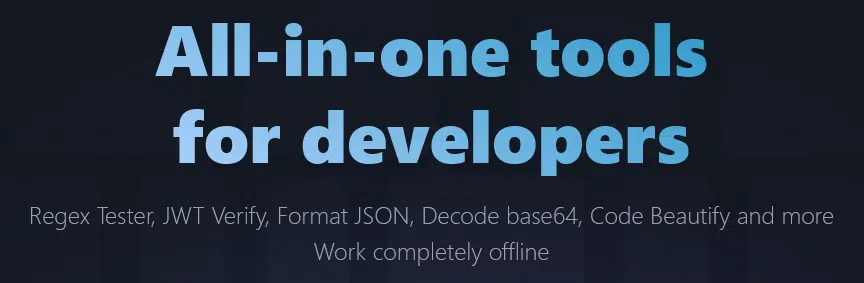 All-in-one tools
for developers
Regex Tester, JWT Verify, Format JSON, Decode base64, Code Beautify and more
Work completely offline